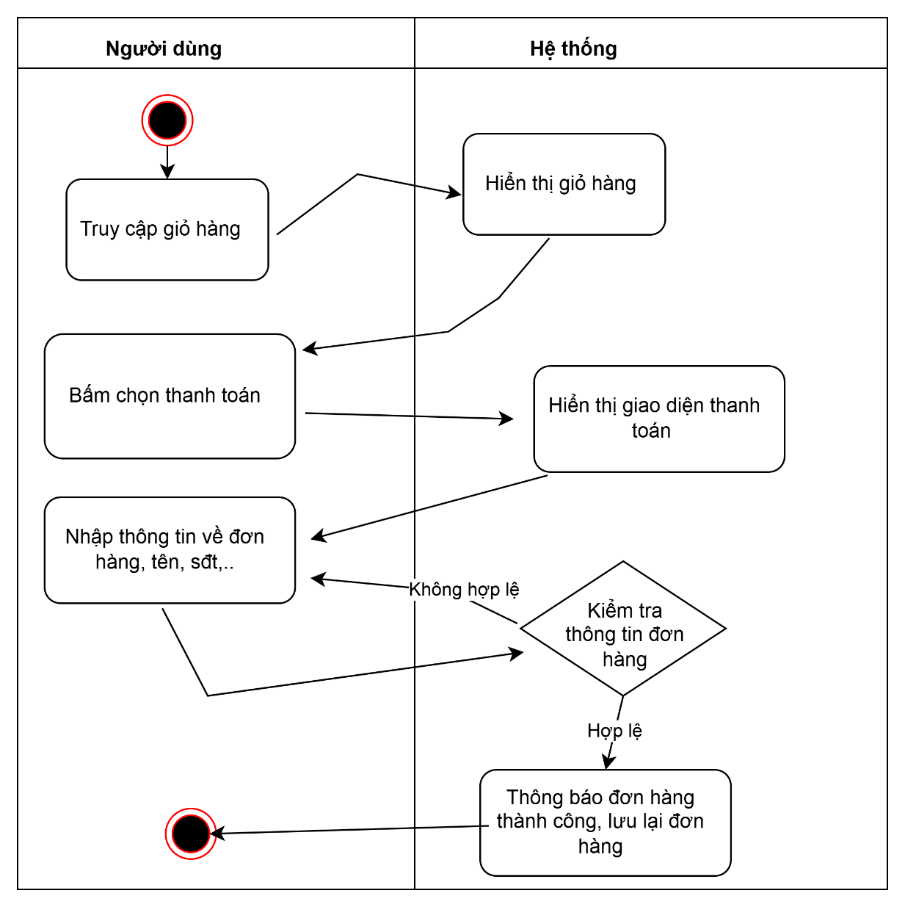 Người dùng
Hệ thống
Hiển thị giỏ hàng
Truy cập giỏ hàng
Bấm chọn thanh toán
Hiển thị giao diện thanh
toán
Nhập thông tin về đơn
hàng, tên, sđt,..
Không hợp lệ
Kiểm tra
thông tin đơn
hàng
Hợp lệ
Thông báo đơn hàng
thành công, lưu lại đơn
hàng